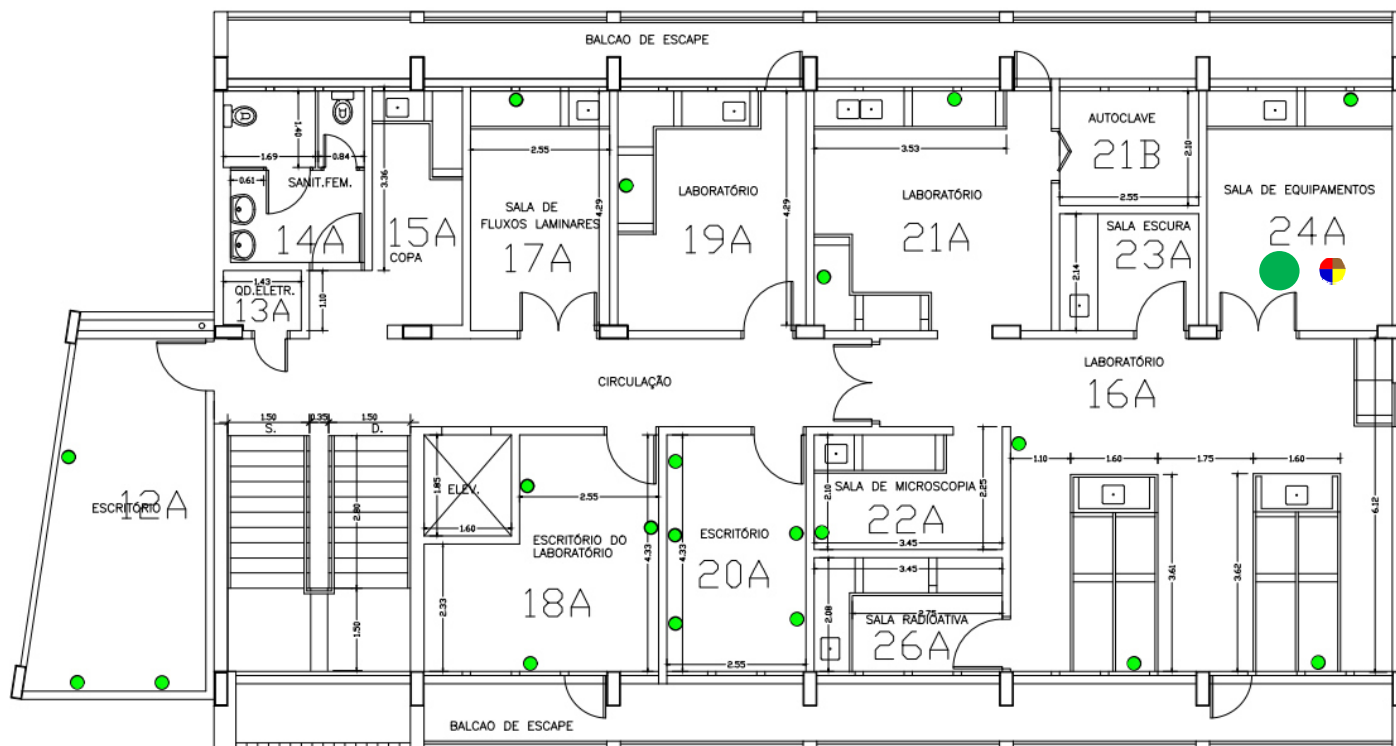 BALCAO DE ESCAPE
1.40
1.69
0.84
0.61
SANIT.FEM.
14A
3.36
15A
COPA
2.55
SALA DE
FLUXOS LAMINARES
17A
4.29
LABORATÓRIO
19A
4.29
3.53
LABORATÓRIO
21A
AUTOCLAVE
21B
2.10
2.55
SALA ESCURA
23A
2.14
SALA DE EQUIPAMENTOS
24A
1.43
QD.ELETR.
13A
1.10
CIRCULAÇÃO
LABORATÓRIO
16A
1.50
0.35
1.50
S.
D.
2.80
1.50
ESCRITÓRIO
12A
ELEV.
1.85
1.60
2.55
ESCRITÓRIO DO
LABORATÓRIO
18A
2.33
4.33
4.33
ESCRITÓRIO
20A
2.55
2.10
SALA DE MICROSCOPIA
22A
2.25
3.45
3.45
2.08
2.75
SALA RADIOATIVA
26A
1.10
1.60
1.75
1.60
3.61
3.62
6.12
BALCAO DE ESCAPE